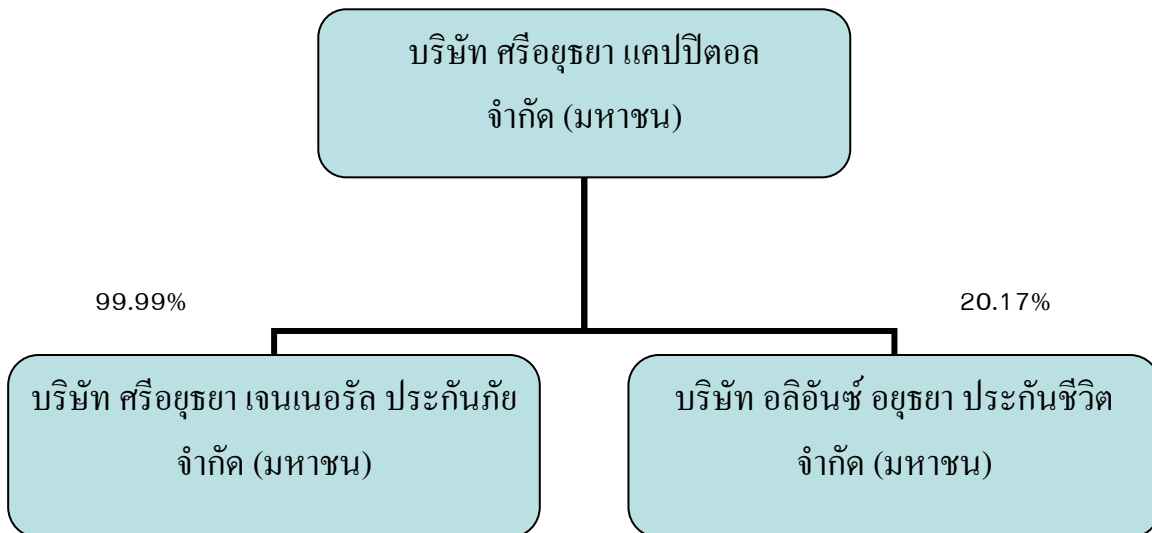 บริษัท ศรีอยุธยา แคปปิตอล
จำกัด (มหาชน)
99.99%
20.17%
บริษัท ศรีอยุธยา เจนเนอรัล ประกันภัย
จำกัด (มหาชน)
บริษัท อลิอันซ์ อยุธยา ประกันชีวิต
จำกัด (มหาชน)